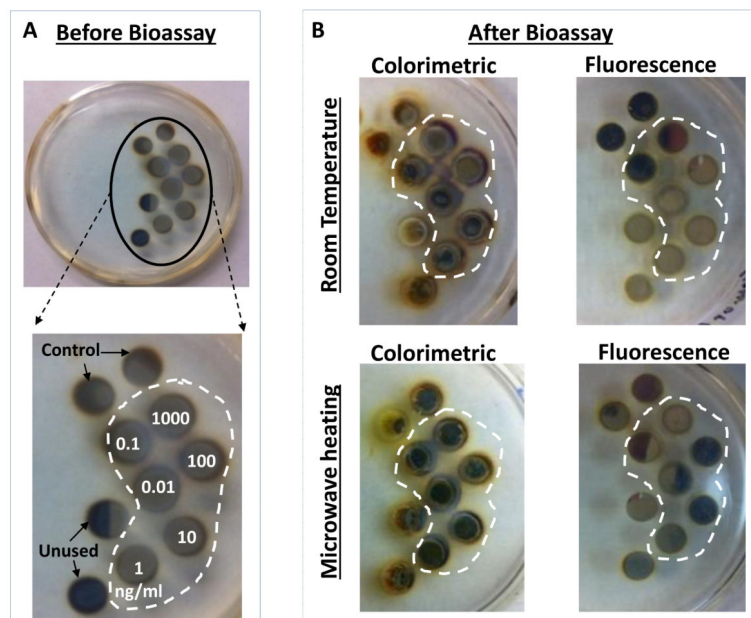 A Before Bioassay
Control
1000
0.1
100
0.01
Unused
10
1
ng/ml
B After Bioassay
Colorimetric Fluorescence
Room Temperature
Colorimetric Fluorescence
Microwave heating